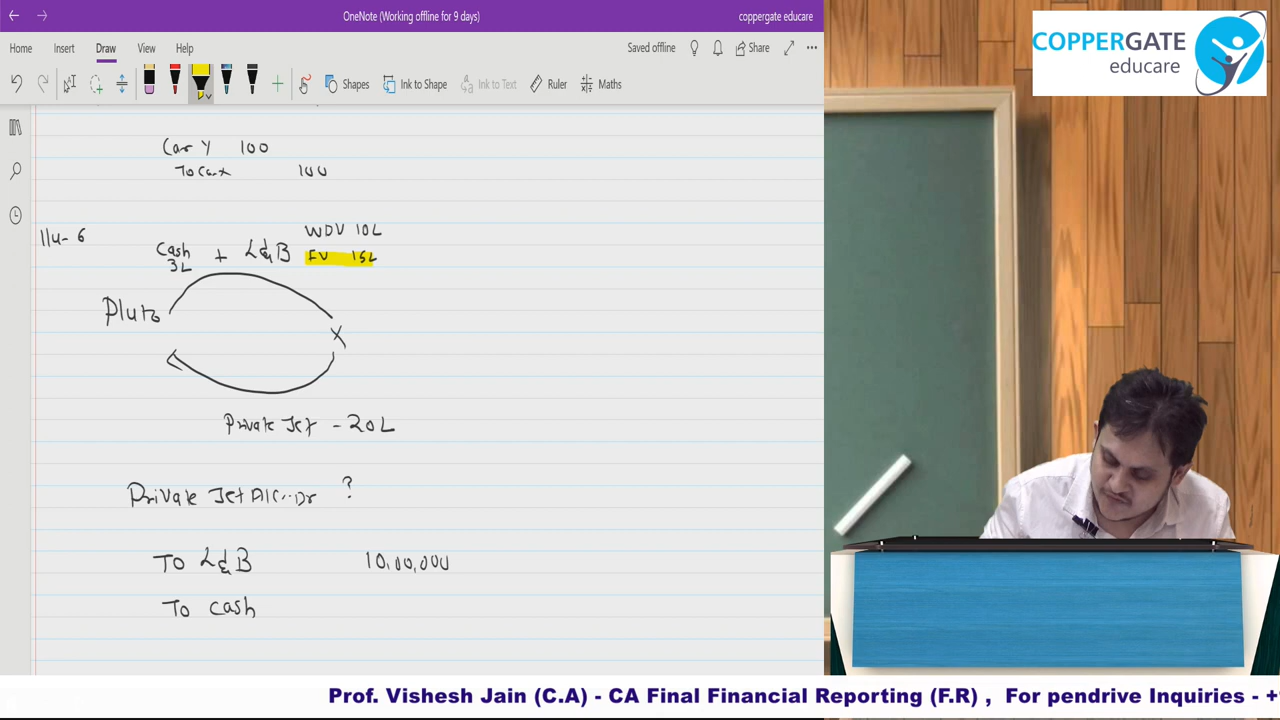 OneNote (Working offline for 9 days)
coppergate educare
Home Insert Draw View Help
Saved offline Share
Shapes Ink to Shape Ink to Text Ruler Maths
COPPERGATE
educare
Car Y 100
To Car X 100
Illu-6
Cash + L&B WDV 10L
3L FV 15L
Pluto
X
Private Jet - 20L
Private Jet A/c..Dr ?
To L&B 10,00,000
To cash
Prof. Vishesh Jain (C.A) - CA Final Financial Reporting (F.R) , For pendrive Inquiries - +